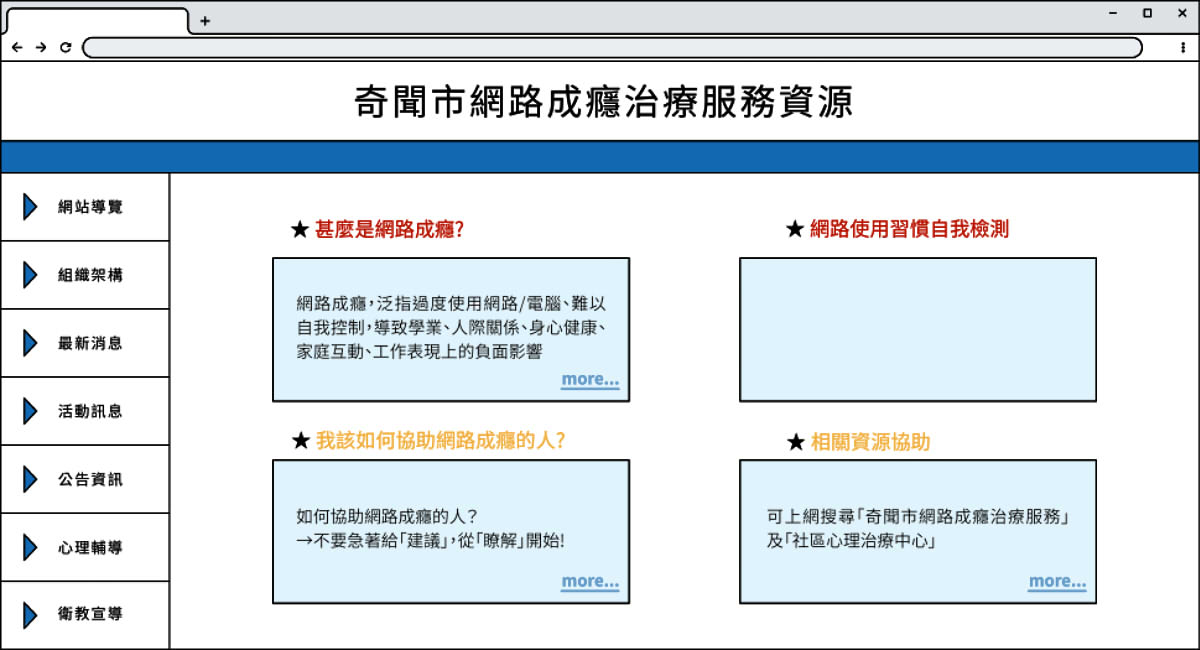 奇聞市網路成癮治療服務資源
網站導覽
組織架構
最新消息
活動訊息
公告資訊
心理輔導
衛教宣導
★ 甚麼是網路成癮?
網路成癮,泛指過度使用網路/電腦、難以
自我控制,導致學業、人際關係、身心健康、
家庭互動、工作表現上的負面影響
more...
★ 網路使用習慣自我檢測
★ 我該如何協助網路成癮的人?
如何協助網路成癮的人?
→不要急著給「建議」,從「瞭解」開始!
more...
★ 相關資源協助
可上網搜尋「奇聞市網路成癮治療服務」
及「社區心理治療中心」
more...